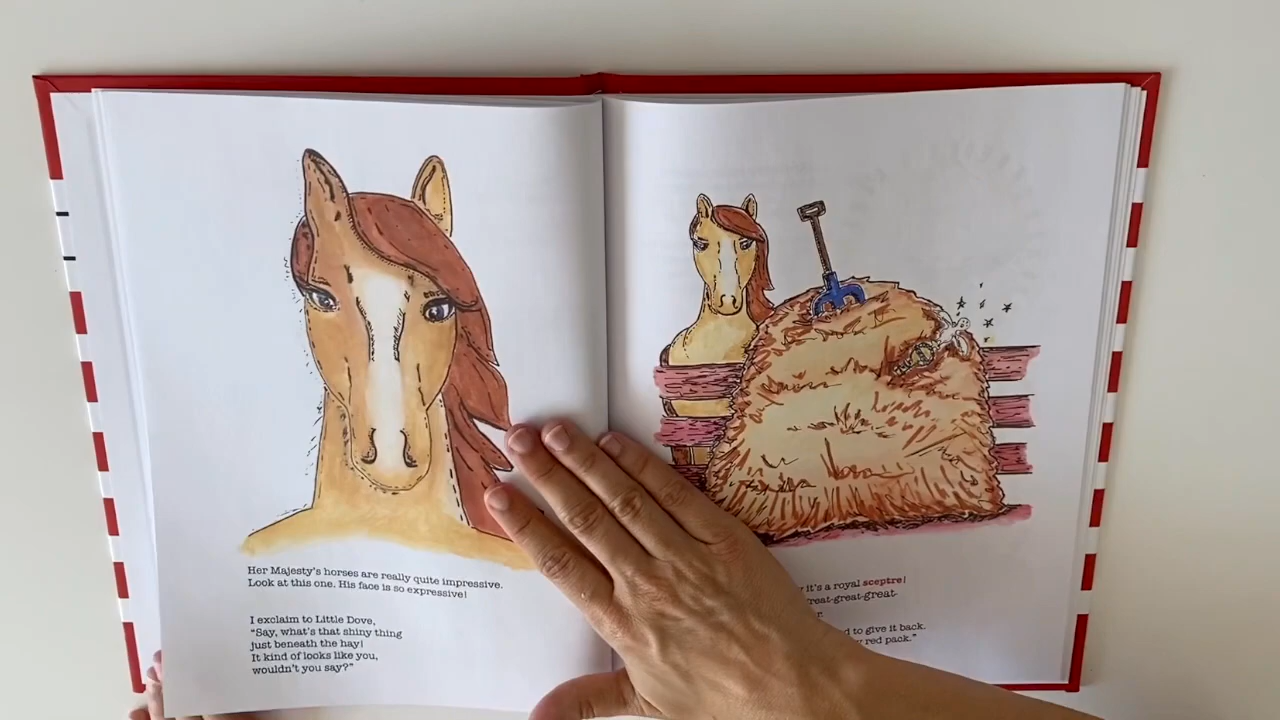 Her Majesty's horses are really quite impressive.
Look at this one. His face is so expressive!
I exclaim to Little Dove,
"Say, what's that shiny thing
just beneath the hay!
It kind of looks like you,
wouldn't you say?"
it's a royal sceptre!
great-great-great
to give it back.
red pack."